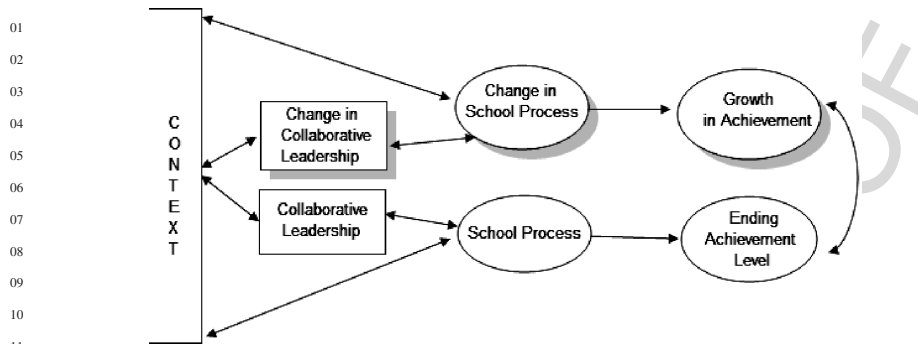 01
02
03
04
05
06
07
08
09
10
C
O
N
T
E
X
T
Change in
Collaborative
Leadership
Collaborative
Leadership
Change in
School Process
School Process
Growth
in Achievement
Ending
Achievement
Level